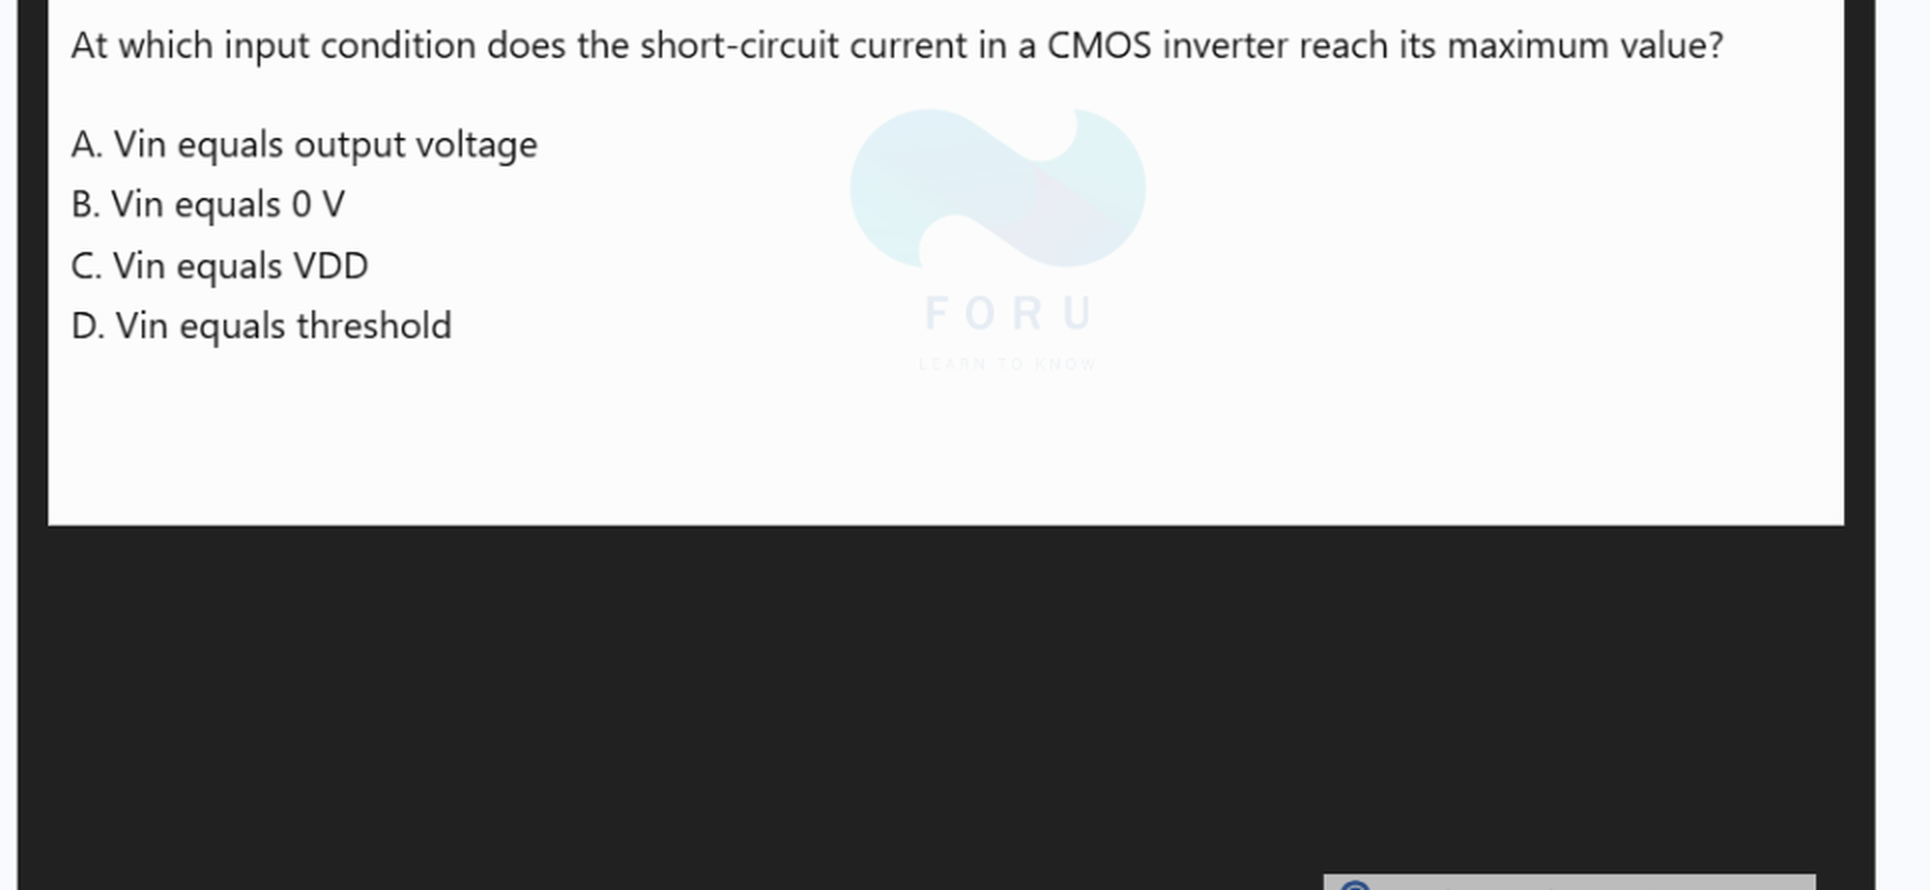 At which input condition does the short-circuit current in a CMOS inverter reach its maximum value?
A. Vin equals output voltage
B. Vin equals 0 V
C. Vin equals VDD
D. Vin equals threshold
FORU
LEARN TO KNOW